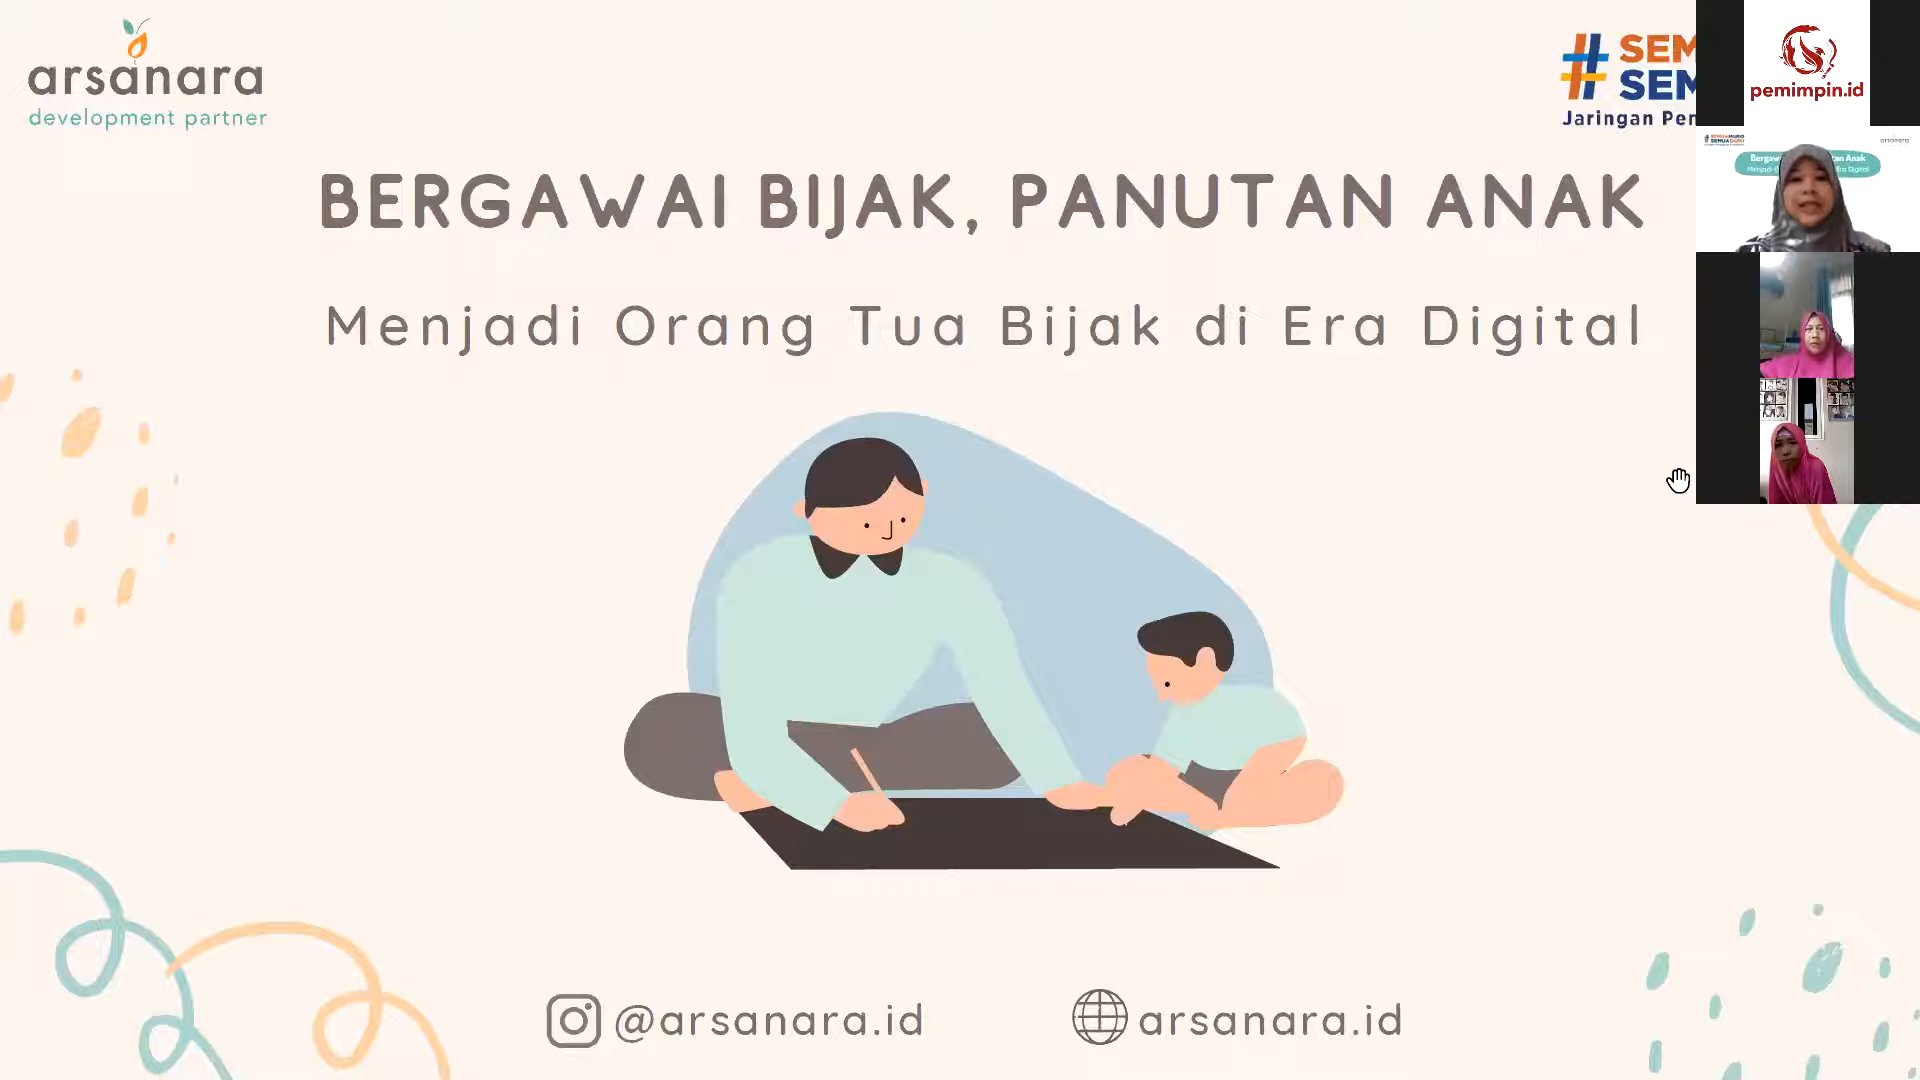 arsanara
development partner
SEM
SEM
Jaringan Pen
pemimpin.id
arsanara
BERGAWAI BIJAK, PANUTAN ANAK
Menjadi Orang Tua Bijak di Era Digital
@arsanara.id
arsanara.id